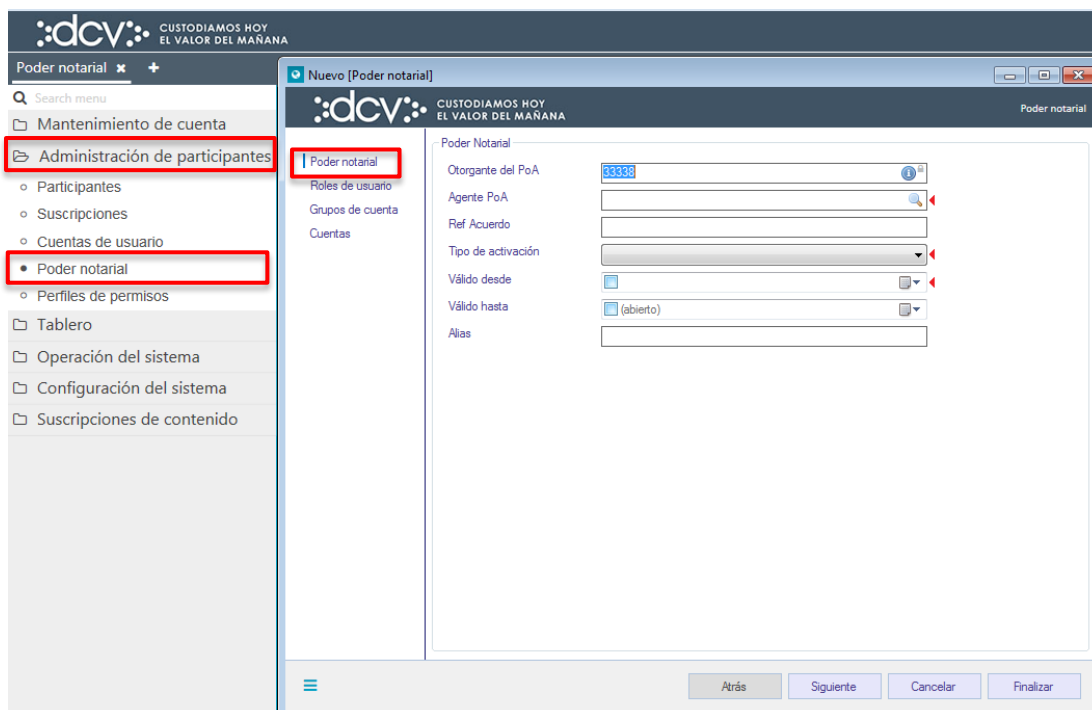 dcv CUSTODIAMOS HOY
EL VALOR DEL MAÑANA
Poder notarial
Search menu
Mantenimiento de cuenta
Administración de participantes
Participantes
Suscripciones
Cuentas de usuario
Poder notarial
Perfiles de permisos
Tablero
Operación del sistema
Configuración del sistema
Suscripciones de contenido
Nuevo [Poder notarial]
dcv CUSTODIAMOS HOY
EL VALOR DEL MAÑANA
Poder notarial
Poder notarial
Roles de usuario
Grupos de cuenta
Cuentas
Poder Notarial
Otorgante del PoA 33338
Agente PoA
Ref Acuerdo
Tipo de activación
Válido desde
Válido hasta (abierto)
Alias
Atrás Siguiente Cancelar Finalizar